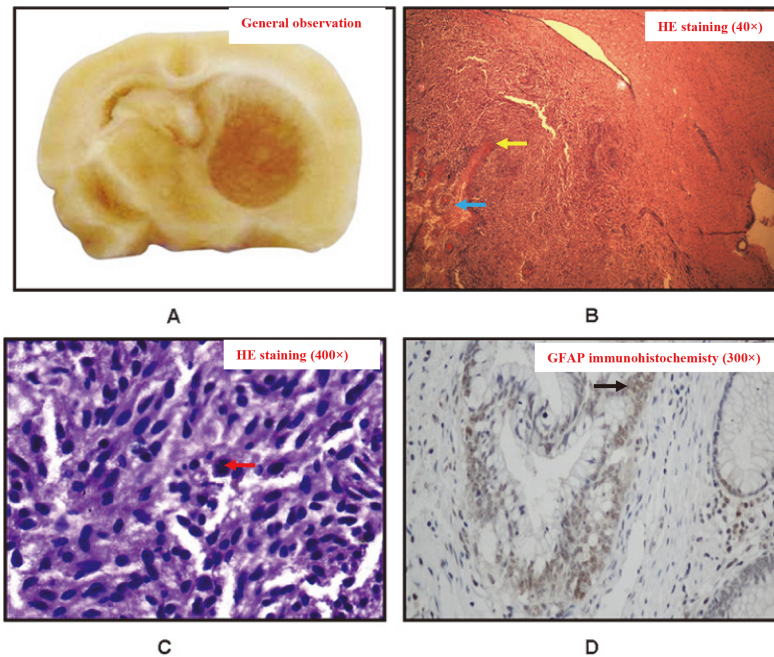 General observation
HE staining (40×)
A
B
HE staining (400×)
GFAP immunohistochemisty (300×)
C
D